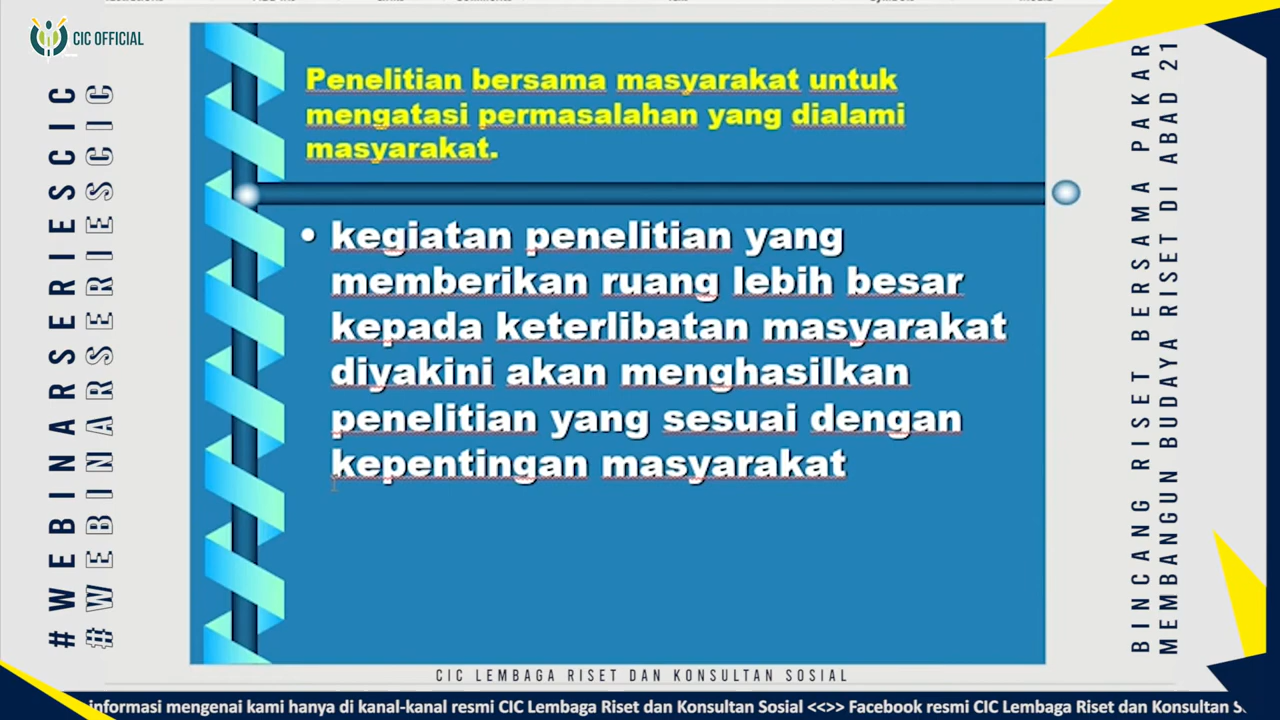 CIC OFFICIAL
#WEBINARSERIESCIC
#WEBINARSERIESCIC
Penelitian bersama masyarakat untuk
mengatasi permasalahan yang dialami
masyarakat.
• kegiatan penelitian yang
memberikan ruang lebih besar
kepada keterlibatan masyarakat
diyakini akan menghasilkan
penelitian yang sesuai dengan
kepentingan masyarakat
BINCANG RISET BERSAMA PAKAR
MEMBANGUN BUDAYA RISET DI ABAD 21
CIC LEMBAGA RISET DAN KONSULTAN SOSIAL
informasi mengenai kami hanya di kanal-kanal resmi CIC Lembaga Riset dan Konsultan Sosial <<>> Facebook resmi CIC Lembaga Riset dan Konsultan